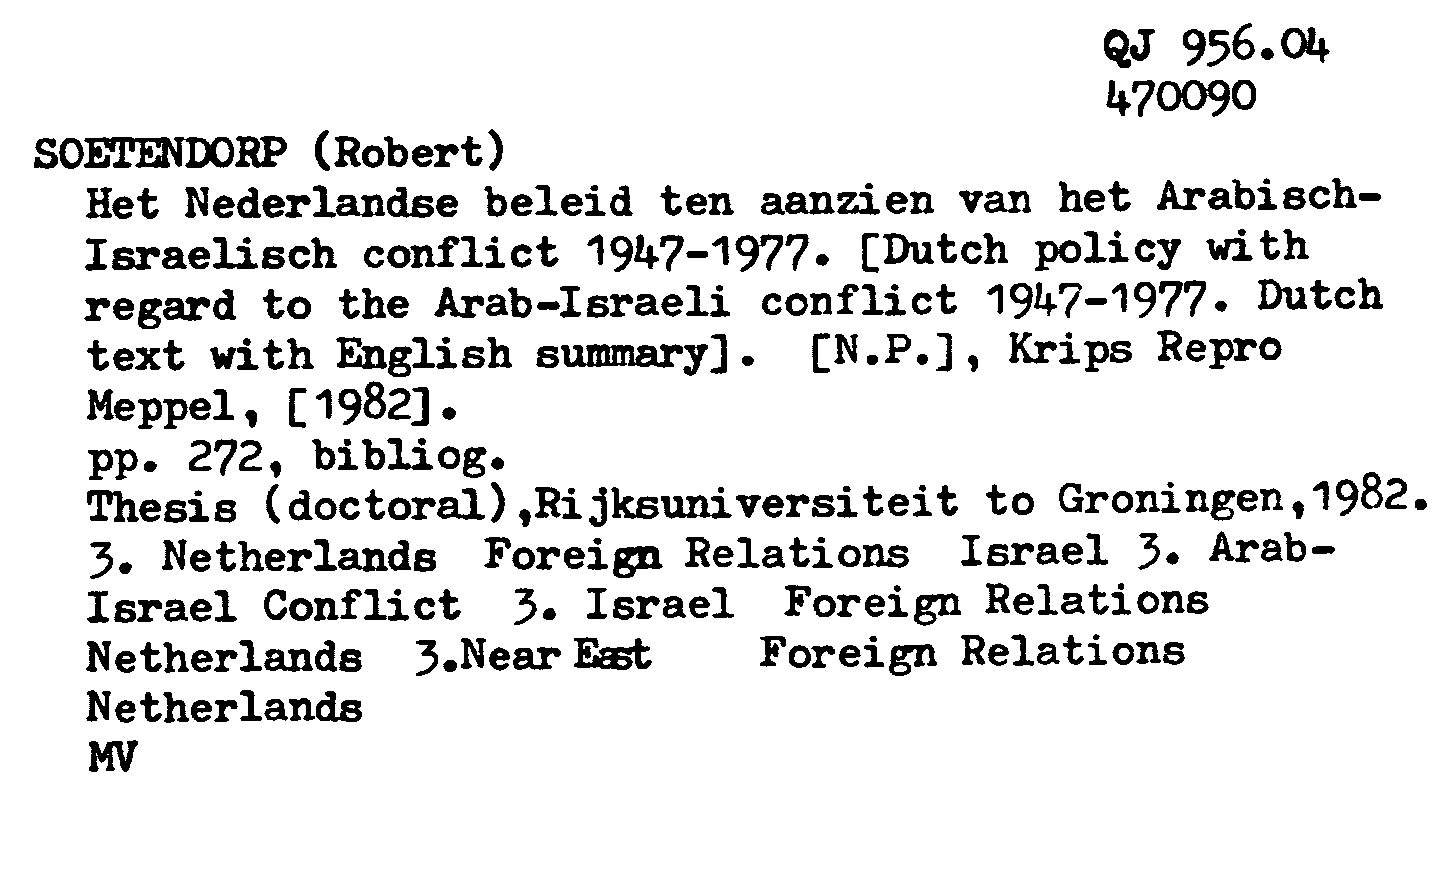 QJ 956.04
470090
SOETENDORP (Robert)
Het Nederlandse beleid ten aanzien van het Arabisch-
Israelisch conflict 1947-1977. [Dutch policy with
regard to the Arab-Israeli conflict 1947-1977. Dutch
text with English summary]. [N.P.], Krips Repro
Meppel, [1982].
pp. 272, bibliog.
Thesis (doctoral),Rijksuniversiteit to Groningen,1982.
3. Netherlands Foreign Relations Israel 3. Arab-
Israel Conflict 3. Israel Foreign Relations
Netherlands 3.Near East Foreign Relations
Netherlands
MV